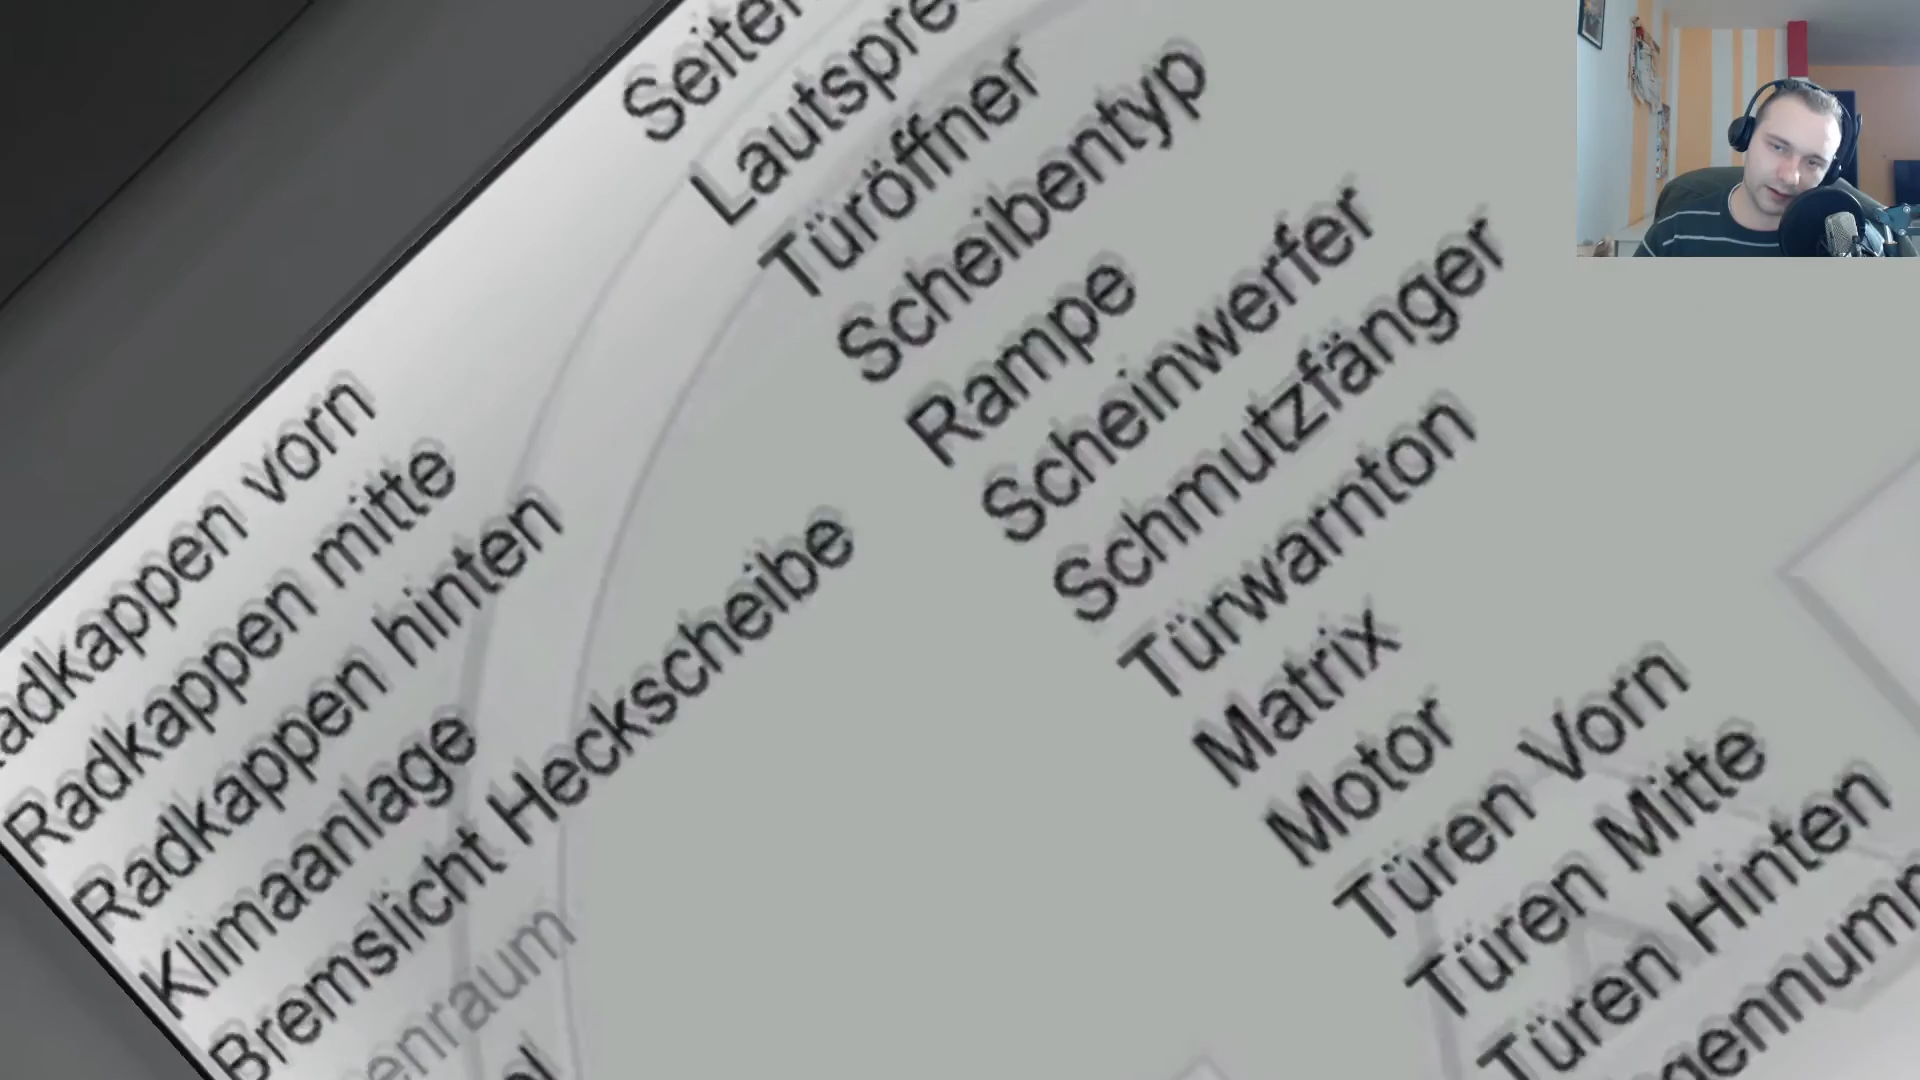 Radkappen vorn
Radkappen mitte
Radkappen hinten
Klimaanlage
Bremslicht Heckscheibe
Türöffner
Scheibentyp
Rampe
Scheinwerfer
Schmutzfänger
Türwarnton
Matrix
Motor
Türen Vorn
Türen Mitte
Türen Hinten